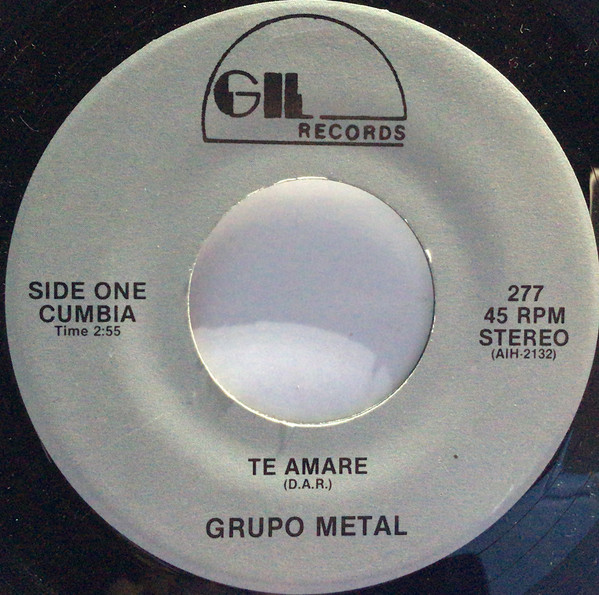 GIL
RECORDS
SIDE ONE
CUMBIA
Time 2:55
277
45 RPM
STEREO
(AIH-2132)
TE AMARE
(D.A.R.)
GRUPO METAL